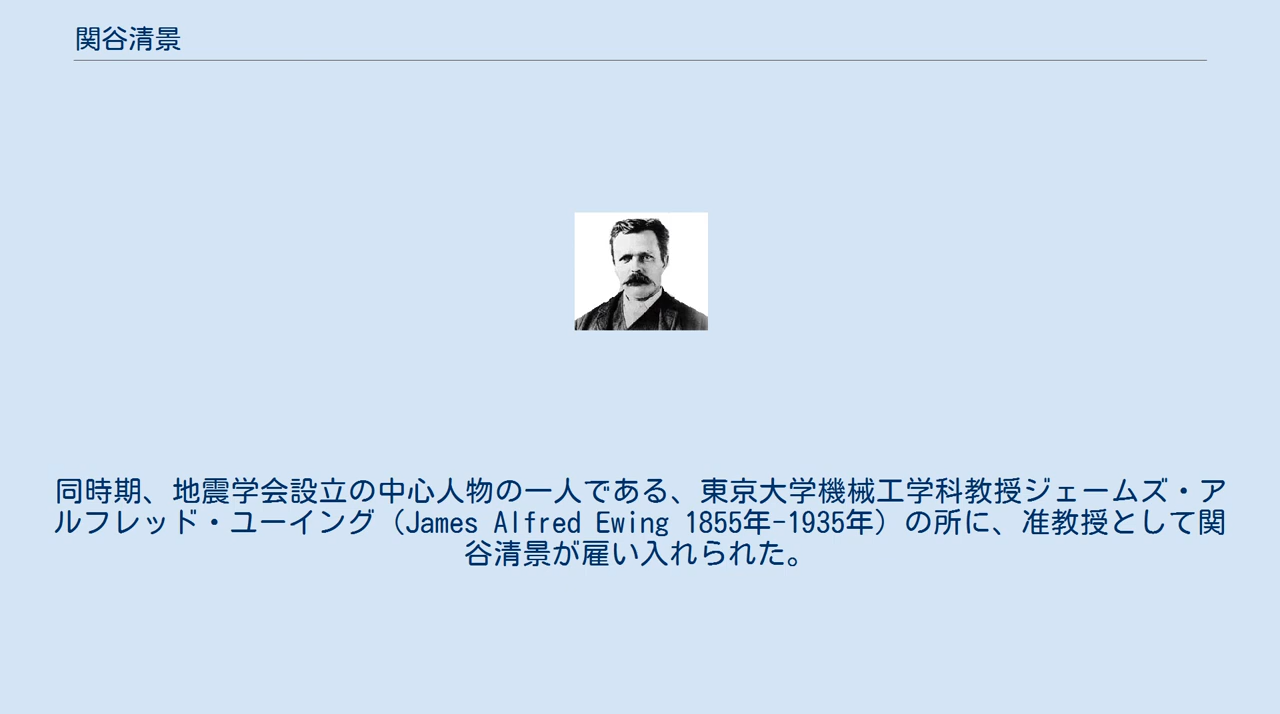 関谷清景
同時期、地震学会設立の中心人物の一人である、東京大学機械工学科教授ジェームズ・ア
ルフレッド・ユーイング（James Alfred Ewing 1855年-1935年）の所に、准教授として関
谷清景が雇い入れられた。